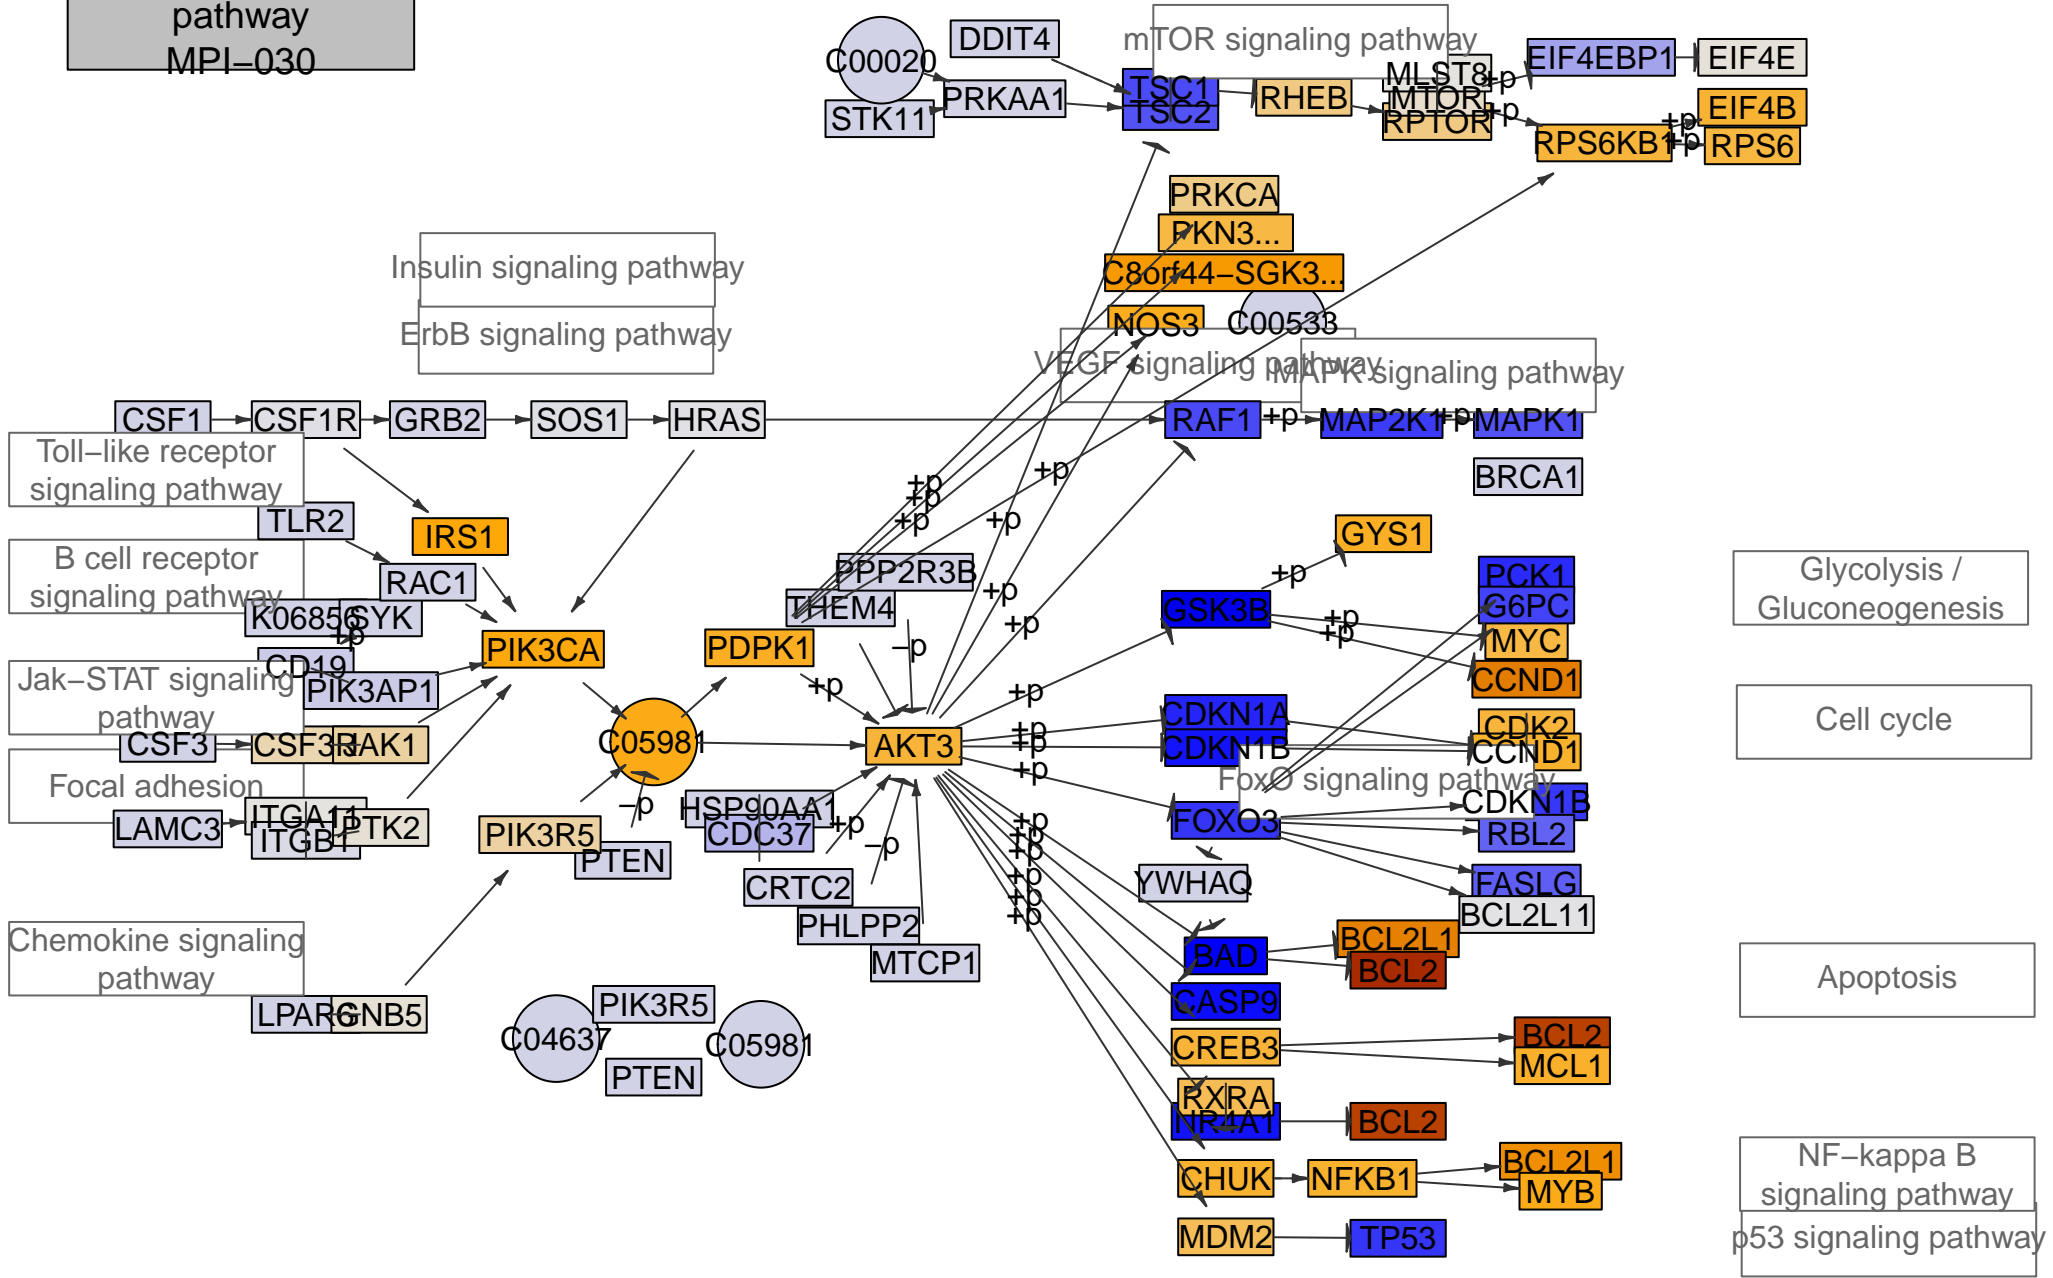 pathway
MPI−030
C00020
DDIT4
STK11
PRKAA1
mTOR signaling pathway
TSC1
TSC2
RHEB
MLST8
MTOR
RPTOR
+p
+p
EIF4EBP1
EIF4E
EIF4B
RPS6KB1
+p
+p
RPS6
PRKCA
PKN3...
C8orf44−SGK3...
NOS3
C00533
Insulin signaling pathway
ErbB signaling pathway
VEGF signaling pathway
MAPK signaling pathway
CSF1
CSF1R
GRB2
SOS1
HRAS
RAF1
+p
MAP2K1
+p
MAPK1
BRCA1
Toll−like receptor
signaling pathway
TLR2
IRS1
B cell receptor
signaling pathway
RAC1
K06856
SYK
+p
CD19
PIK3AP1
PIK3CA
PDPK1
THEM4
PPP2R3B
+p
+p
+p
+p
+p
+p
+p
−p
+p
GSK3B
+p
GYS1
+p
+p
PCK1
G6PC
MYC
CCND1
Glycolysis /
Gluconeogenesis
Jak−STAT signaling
pathway
CSF3
CSF3R
JAK1
C05981
AKT3
+p
+p
+p
+p
CDKN1A
CDKN1B
CDK2
CCND1
Cell cycle
FoxO signaling pathway
Focal adhesion
LAMC3
ITGA11
ITGB1
PTK2
PIK3R5
−p
PTEN
HSP90AA1
CDC37
+p
−p
CRTC2
PHLPP2
MTCP1
+p
+p
+p
+p
+p
+p
FOXO3
CDKN1B
RBL2
FASLG
BCL2L11
YWHAQ
BAD
BCL2L1
BCL2
Apoptosis
CASP9
Chemokine signaling
pathway
LPAR6
GNB5
C04637
PIK3R5
PTEN
C05981
CREB3
BCL2
MCL1
RXRA
NR4A1
BCL2
CHUK
NFKB1
BCL2L1
MYB
NF−kappa B
signaling pathway
MDM2
TP53
p53 signaling pathway